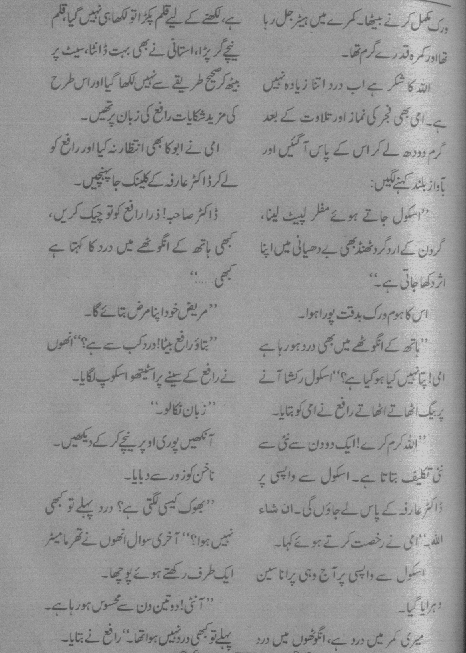 ورک مکمل کرنے بیٹھا۔ کمرے میں ہیٹر جل رہا
تھا اور کمرہ قدرے گرم تھا۔
اللہ کا شکر ہے اب درد اتنا زیادہ نہیں
ہے۔ امی بھی فجر کی نماز اور تلاوت کے بعد
گرم دودھ لے کر اس کے پاس آ گئیں اور
بآواز بلند کہنے لگیں:
’’اسکول جاتے ہوئے مفلر لپیٹ لینا،
گردن کے ارد گرد ٹھنڈ بھی بے دھیانی میں اپنا
اثر دکھا جاتی ہے۔‘‘
اس کا ہوم ورک بدقت پورا ہوا۔
’’ہاتھ کے انگوٹھے میں بھی درد ہو رہا ہے
امی! پتا نہیں کیا ہو گیا ہے؟‘‘ اسکول رکشا آنے
پر بیگ اٹھاتے اٹھاتے رافع نے امی کو بتایا۔
’’اللہ کرم کرے! ایک دو دن سے نئی سے
نئی تکلیف بتاتا ہے۔ اسکول سے واپسی پر
ڈاکٹر عارفہ کے پاس لے جاؤں گی۔ ان شاء
اللہ۔‘‘ امی نے رخصت کرتے ہوئے کہا۔
اسکول سے واپسی پر آج وہی پرانا سین
دہرایا گیا۔
میری کمر میں درد ہے، انگوٹھوں میں درد
ہے، لکھنے کے لیے قلم پکڑا تو لکھا ہی نہیں گیا، قلم
نیچے گر پڑا، استانی نے بھی بہت ڈانٹا، سیٹ پر
بیٹھ کر صحیح طریقے سے نہیں لکھا گیا اور اس طرح
کی مزید شکایات رافع کی زبان پر تھیں۔
امی نے ابو کا بھی انتظار نہ کیا اور رافع کو
لے کر ڈاکٹر عارفہ کے کلینک جا پہنچیں۔
ڈاکٹر صاحبہ! ذرا رافع کو تو چیک کریں،
کبھی ہاتھ کے انگوٹھے میں درد کا کہتا ہے
کبھی ....‘‘
’’مریض خود اپنا مرض بتائے گا۔
’’بتاؤ رافع بیٹا! درد کب سے ہے؟‘‘ انھوں
نے رافع کے سینے پر اسٹیتھو اسکوپ لگایا۔
’’زبان نکالو۔‘‘
آنکھیں پوری اوپر نیچے کر کے دیکھیں۔
ناخن کو زور سے دبایا۔
’’بھوک کیسی لگتی ہے؟ درد پہلے تو کبھی
نہیں ہوا؟‘‘ آخری سوال انھوں نے تھرمامیٹر
ایک طرف رکھتے ہوئے پوچھا۔
’’آنٹی! دو تین دن سے محسوس ہو رہا ہے۔
پہلے تو کبھی درد نہیں ہوا تھا۔‘‘ رافع نے بتایا۔